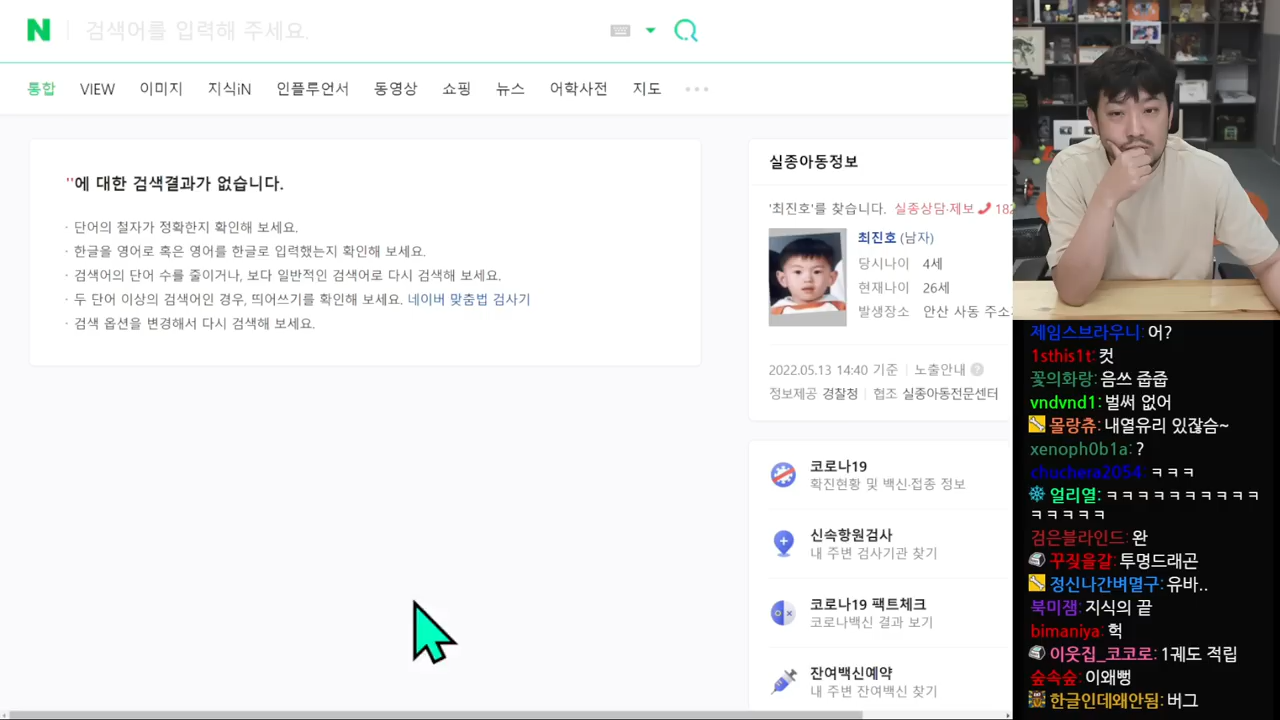 N
검색어를 입력해 주세요.
통합 VIEW 이미지 지식iN 인플루언서 동영상 쇼핑 뉴스 어학사전 지도
''에 대한 검색결과가 없습니다.
· 단어의 철자가 정확한지 확인해 보세요.
· 한글을 영어로 혹은 영어를 한글로 입력했는지 확인해 보세요.
· 검색어의 단어 수를 줄이거나, 보다 일반적인 검색어로 다시 검색해 보세요.
· 두 단어 이상의 검색어인 경우, 띄어쓰기를 확인해 보세요. 네이버 맞춤법 검사기
· 검색 옵션을 변경해서 다시 검색해 보세요.
실종아동정보
'최진호'를 찾습니다. 실종상담·제보 182
최진호 (남자)
당시나이 4세
현재나이 26세
발생장소 안산 사동 주소
2022.05.13 14:40 기준 노출안내 ?
정보제공 경찰청 협조 실종아동전문센터
코로나19
확진현황 및 백신·접종 정보
신속항원검사
내 주변 검사기관 찾기
코로나19 팩트체크
코로나백신 결과 보기
잔여백신예약
내 주변 잔여백신 찾기
제임스브라우니: 어?
1sthis1t: 컷
꽃의화랑: 음쓰 줍줍
vndvnd1: 벌써 없어
몰랑츄: 내열유리 있잖슴~
xenoph0b1a: ?
chuchera2054: ㅋㅋㅋ
얼리열: ㅋㅋㅋㅋㅋㅋㅋㅋㅋㅋ
ㅋㅋㅋㅋㅋ
검은블라인드: 완
꾸짖을갈: 투명드래곤
정신나간벼멸구: 유바..
북미잼: 지식의 끝
bimaniya: 헉
이웃집_코코로: 1궤도 적립
숲속숲: 이왜뻥
한글인데왜안됨: 버그